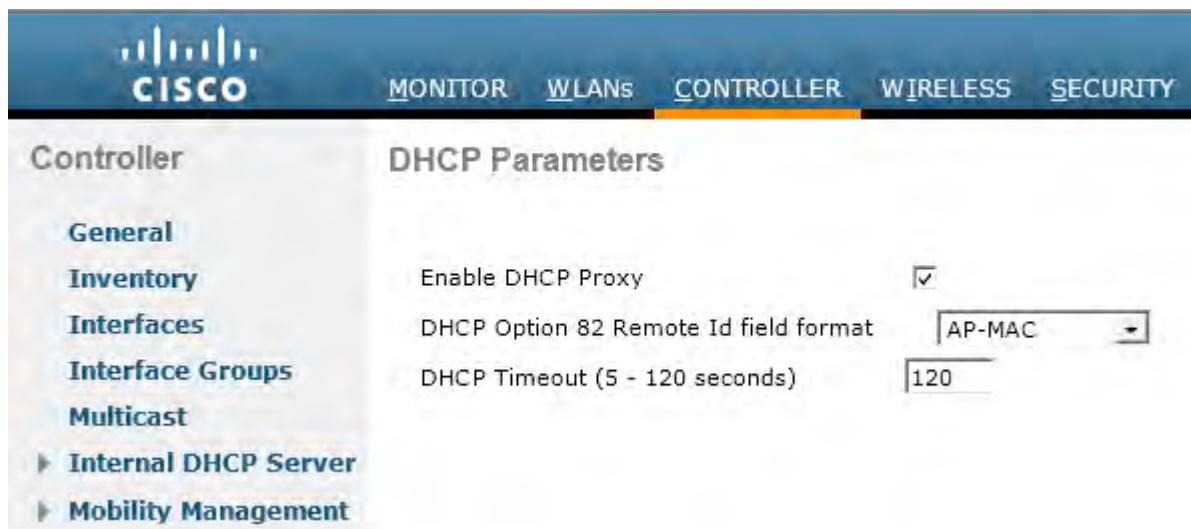 CISCO
MONITOR WLANs CONTROLLER WIRELESS SECURITY
Controller
DHCP Parameters
General
Inventory
Interfaces
Interface Groups
Multicast
Internal DHCP Server
Mobility Management
Enable DHCP Proxy
DHCP Option 82 Remote Id field format AP-MAC
DHCP Timeout (5 - 120 seconds) 120